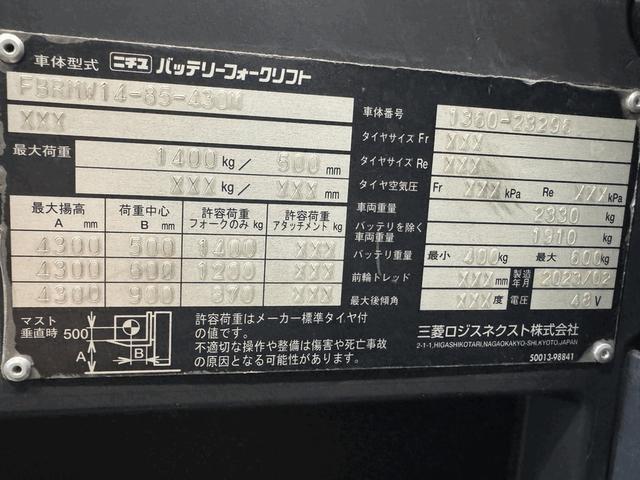 車体型式 ニチユ バッテリーフォークリフト
FBRMW14-85-430M
XXX
最大荷重 1400 kg / 500 mm
XXX kg / XXX mm
最大揚高 A mm 荷重中心 B mm 許容荷重 フォークのみ kg 許容荷重 アタッチメント kg
4300 500 1400 XXX
4300 600 1200 XXX
4300 900 870 XXX
マスト垂直時 500 A B
許容荷重はメーカー標準タイヤ付
の値です。
不適切な操作や整備は傷害や死亡事故
の原因となる可能性があります。
車体番号 1360-23296
タイヤサイズ Fr XXX
タイヤサイズ Re XXX
タイヤ空気圧 Fr XXX kPa Re XXX kPa
車両重量 2330 kg
バッテリを除く車両重量 1910 kg
バッテリ重量 最小 400 kg 最大 600 kg
前輪トレッド XXX mm 製造年月 2023/02
最大後傾角 XXX 度 電圧 48 V
三菱ロジスネクスト株式会社
2-1-1,HIGASHIKOTARI,NAGAOKAKYO-SHI,KYOTO,JAPAN
50013-98841